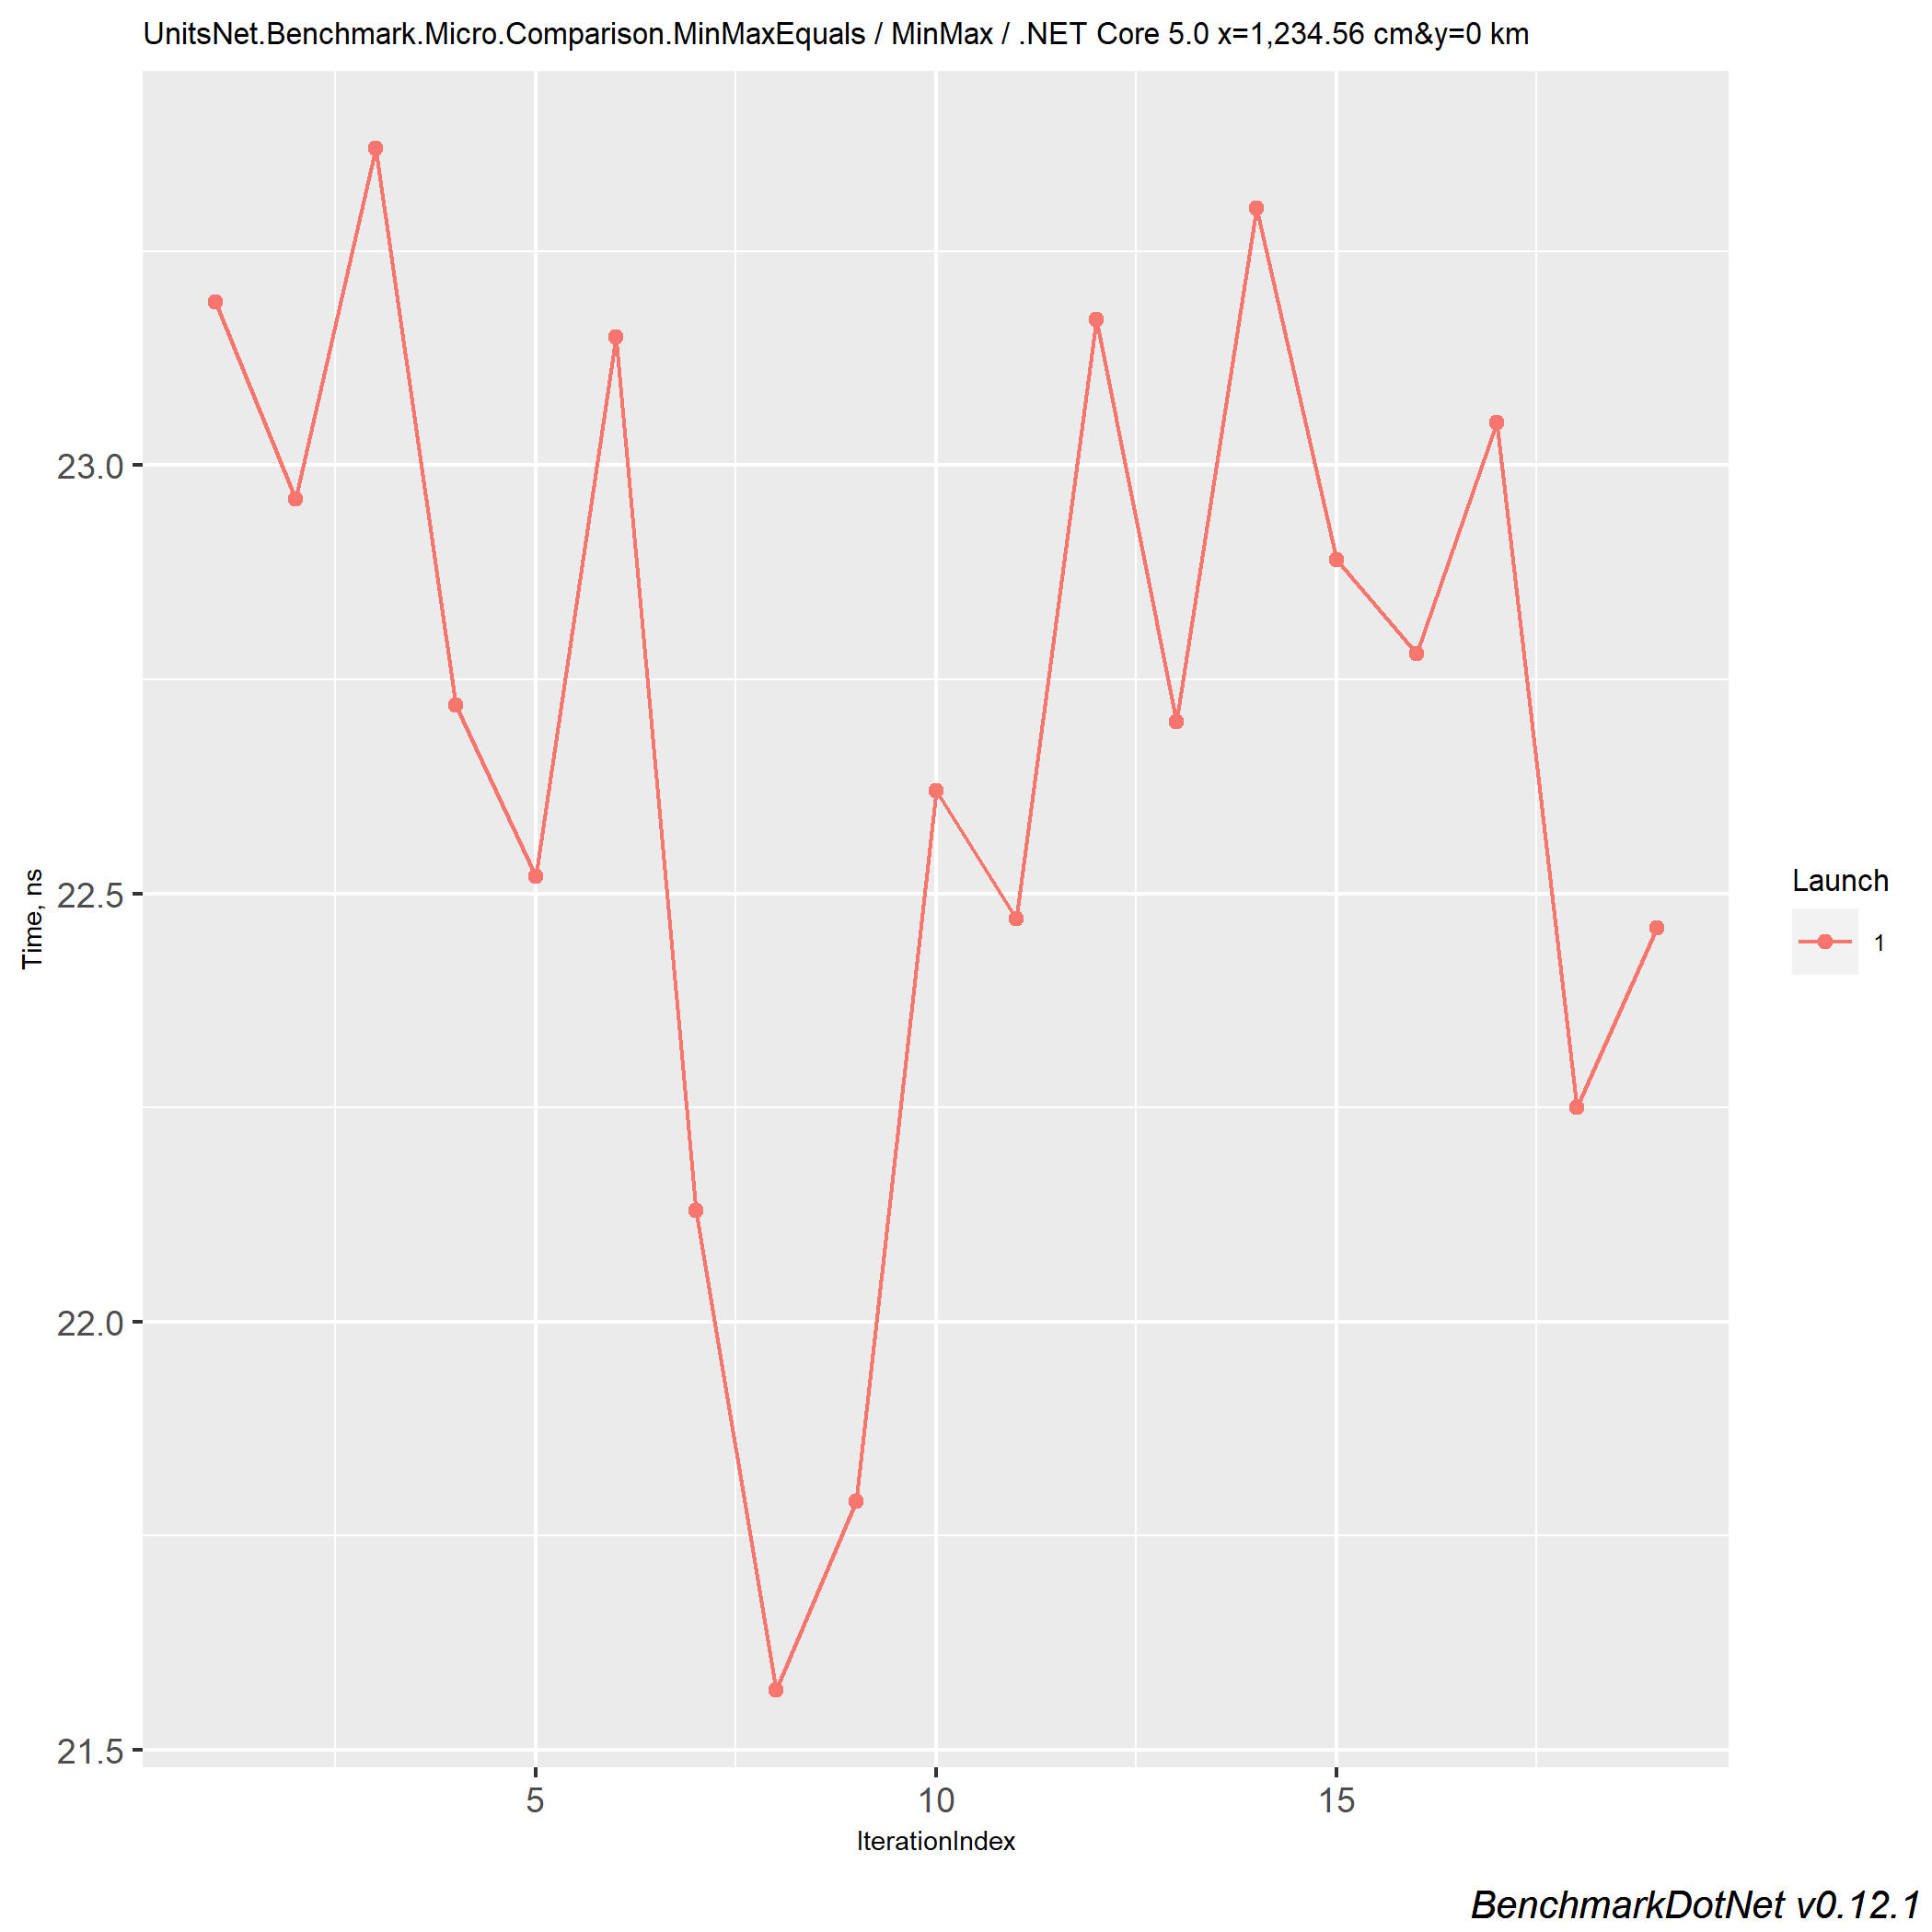 UnitsNet.Benchmark.Micro.Comparison.MinMaxEquals / MinMax / .NET Core 5.0 x=1,234.56 cm&y=0 km
23.0
22.5
22.0
21.5
Time, ns
5 10 15
IterationIndex
Launch
1
BenchmarkDotNet v0.12.1